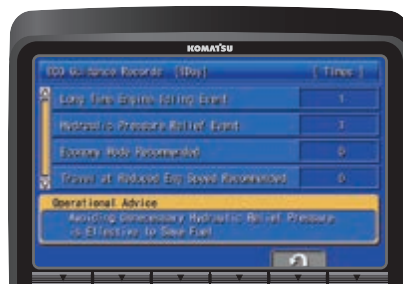 KOMATSU
ECO Guidance Records [1Day] [ Times ]
Long Time Engine Idling Event 1
Hydraulic Pressure Relief Event 3
Economy Mode Recommended 0
Travel at Reduced Eng Speed Recommended 0
Operational Advice
Avoiding Unnecessary Hydraulic Relief Pressure
is Effective to Save Fuel